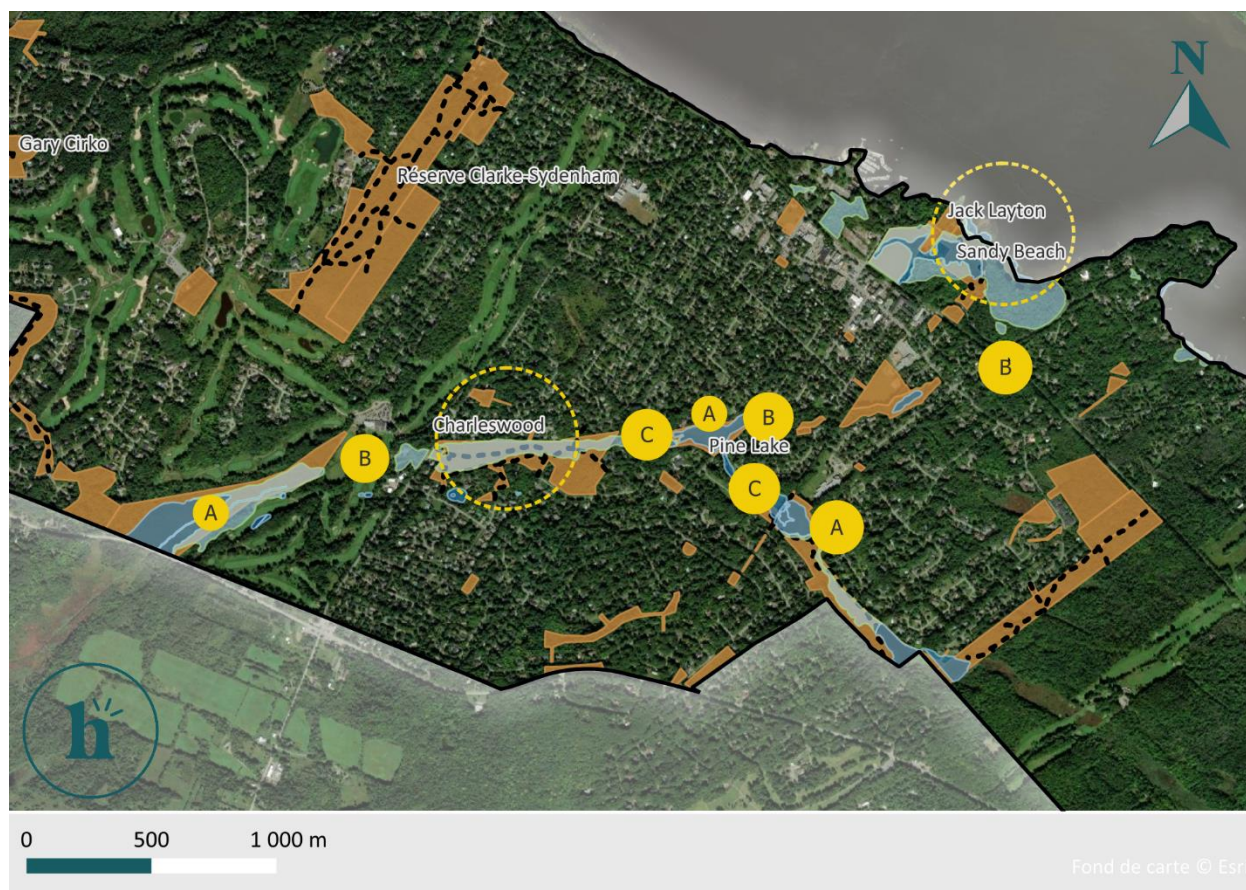 N
Gary Cirko
Réserve Clarke-Sydenham
Jack Layton
Sandy Beach
B
Charleswood
A
B
C
Pine Lake
B
C
A
A
h
0 500 1 000 m
Fond de carte © Esr